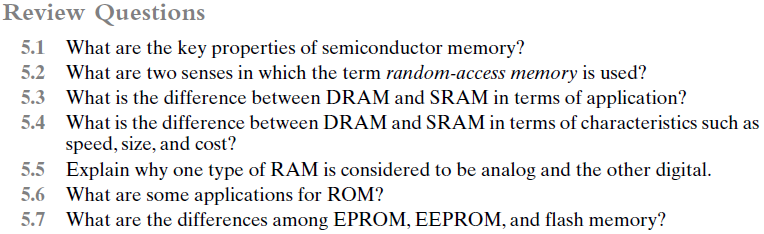 Review Questions
5.1 What are the key properties of semiconductor memory?
5.2 What are two senses in which the term random-access memory is used?
5.3 What is the difference between DRAM and SRAM in terms of application?
5.4 What is the difference between DRAM and SRAM in terms of characteristics such as
speed, size, and cost?
5.5 Explain why one type of RAM is considered to be analog and the other digital.
5.6 What are some applications for ROM?
5.7 What are the differences among EPROM, EEPROM, and flash memory?